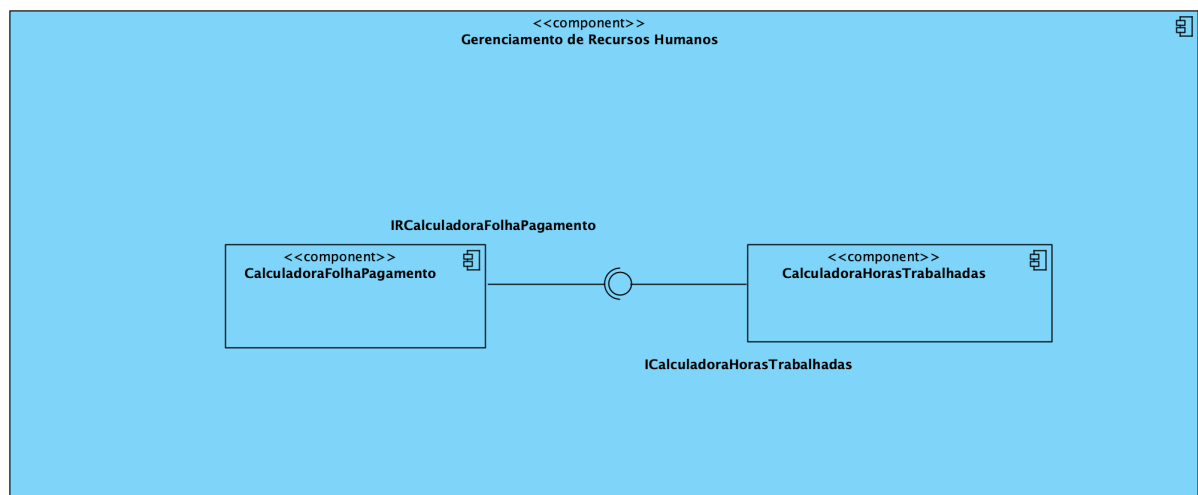 <<component>>
Gerenciamento de Recursos Humanos
IRCalculadoraFolhaPagamento
<<component>>
CalculadoraFolhaPagamento
<<component>>
CalculadoraHorasTrabalhadas
ICalculadoraHorasTrabalhadas